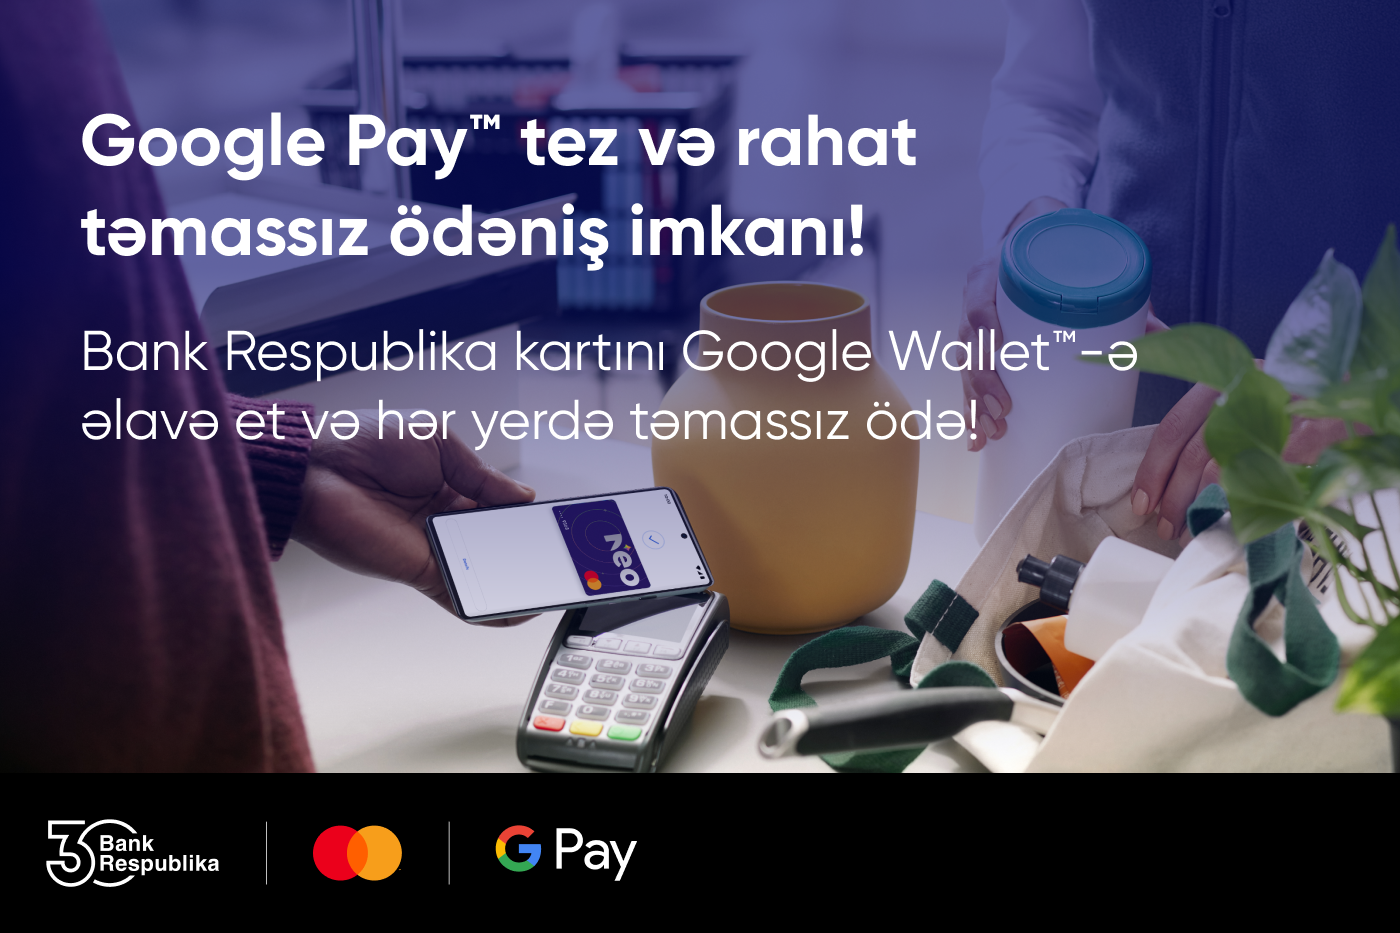 Google Pay™ tez və rahat
təmassız ödəniş imkanı!
Bank Respublika kartını Google Wallet™-ə
əlavə et və hər yerdə təmassız ödə!
neo
30 Bank
Respublika
G Pay